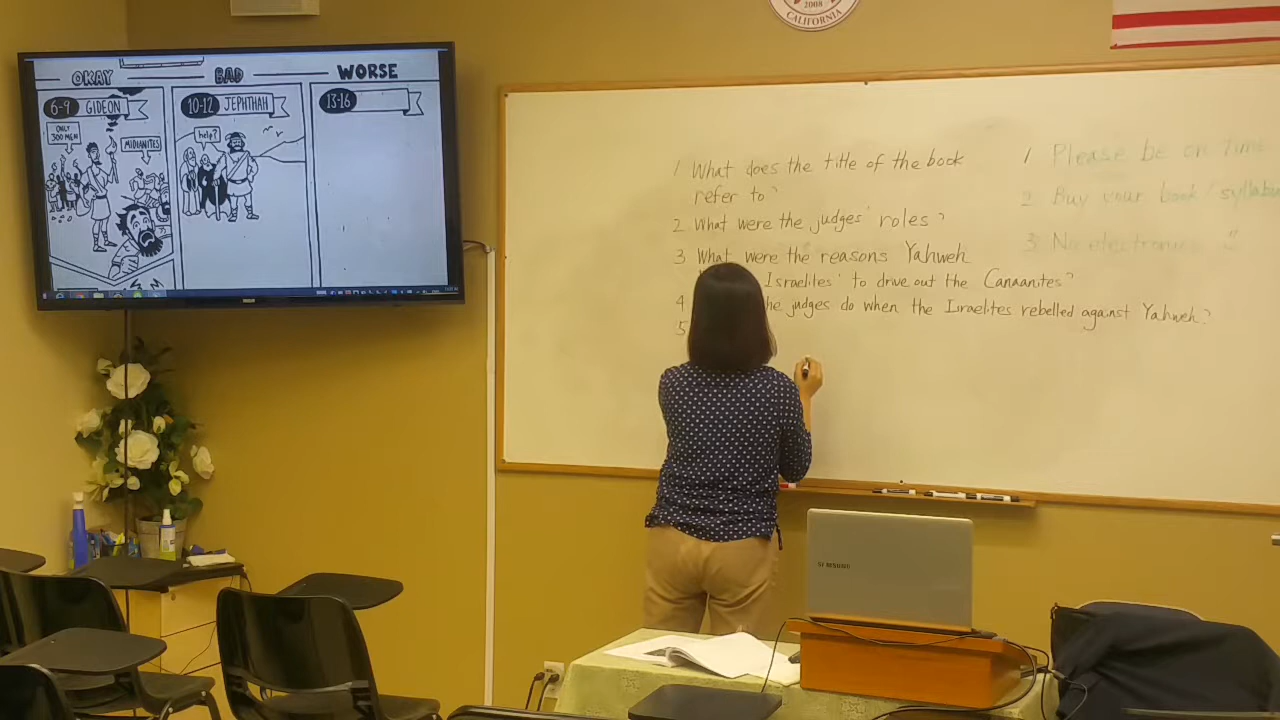 2008
CALIFORNIA
OKAY
BAD
WORSE
6-9 GIDEON
10-12 JEPHTHAH
13-16
ONLY
300 MEN
MIDIANITES
help?
1 What does the title of the book
refer to?
2 What were the judges' roles?
3 What were the reasons Yahweh
Israelites' to drive out the Canaanites?
4 he judges do when the Israelites rebelled against Yahweh?
5
1 Please be on Time
2 Buy your book / syllabu
3 No electronics
SAMSUNG